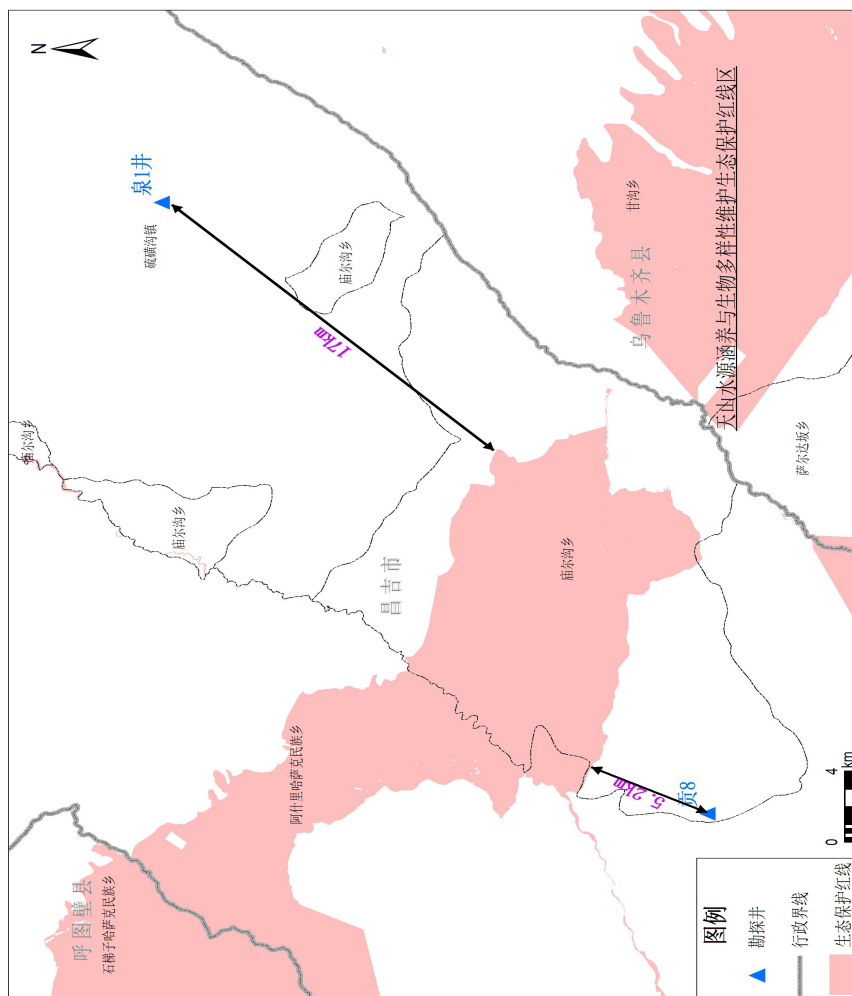 N
泉1井
硫磺沟镇
庙尔沟乡
17km
庙尔沟乡
庙尔沟乡
昌吉市
甘沟乡
乌鲁木齐县
天山水源涵养与生物多样性维护生态保护红线区
萨尔达坂乡
庙尔沟乡
阿什里哈萨克民族乡
呼图壁县
石梯子哈萨克民族乡
5.2km
贡8
0 4
km
图例
勘探井
行政界线
生态保护红线